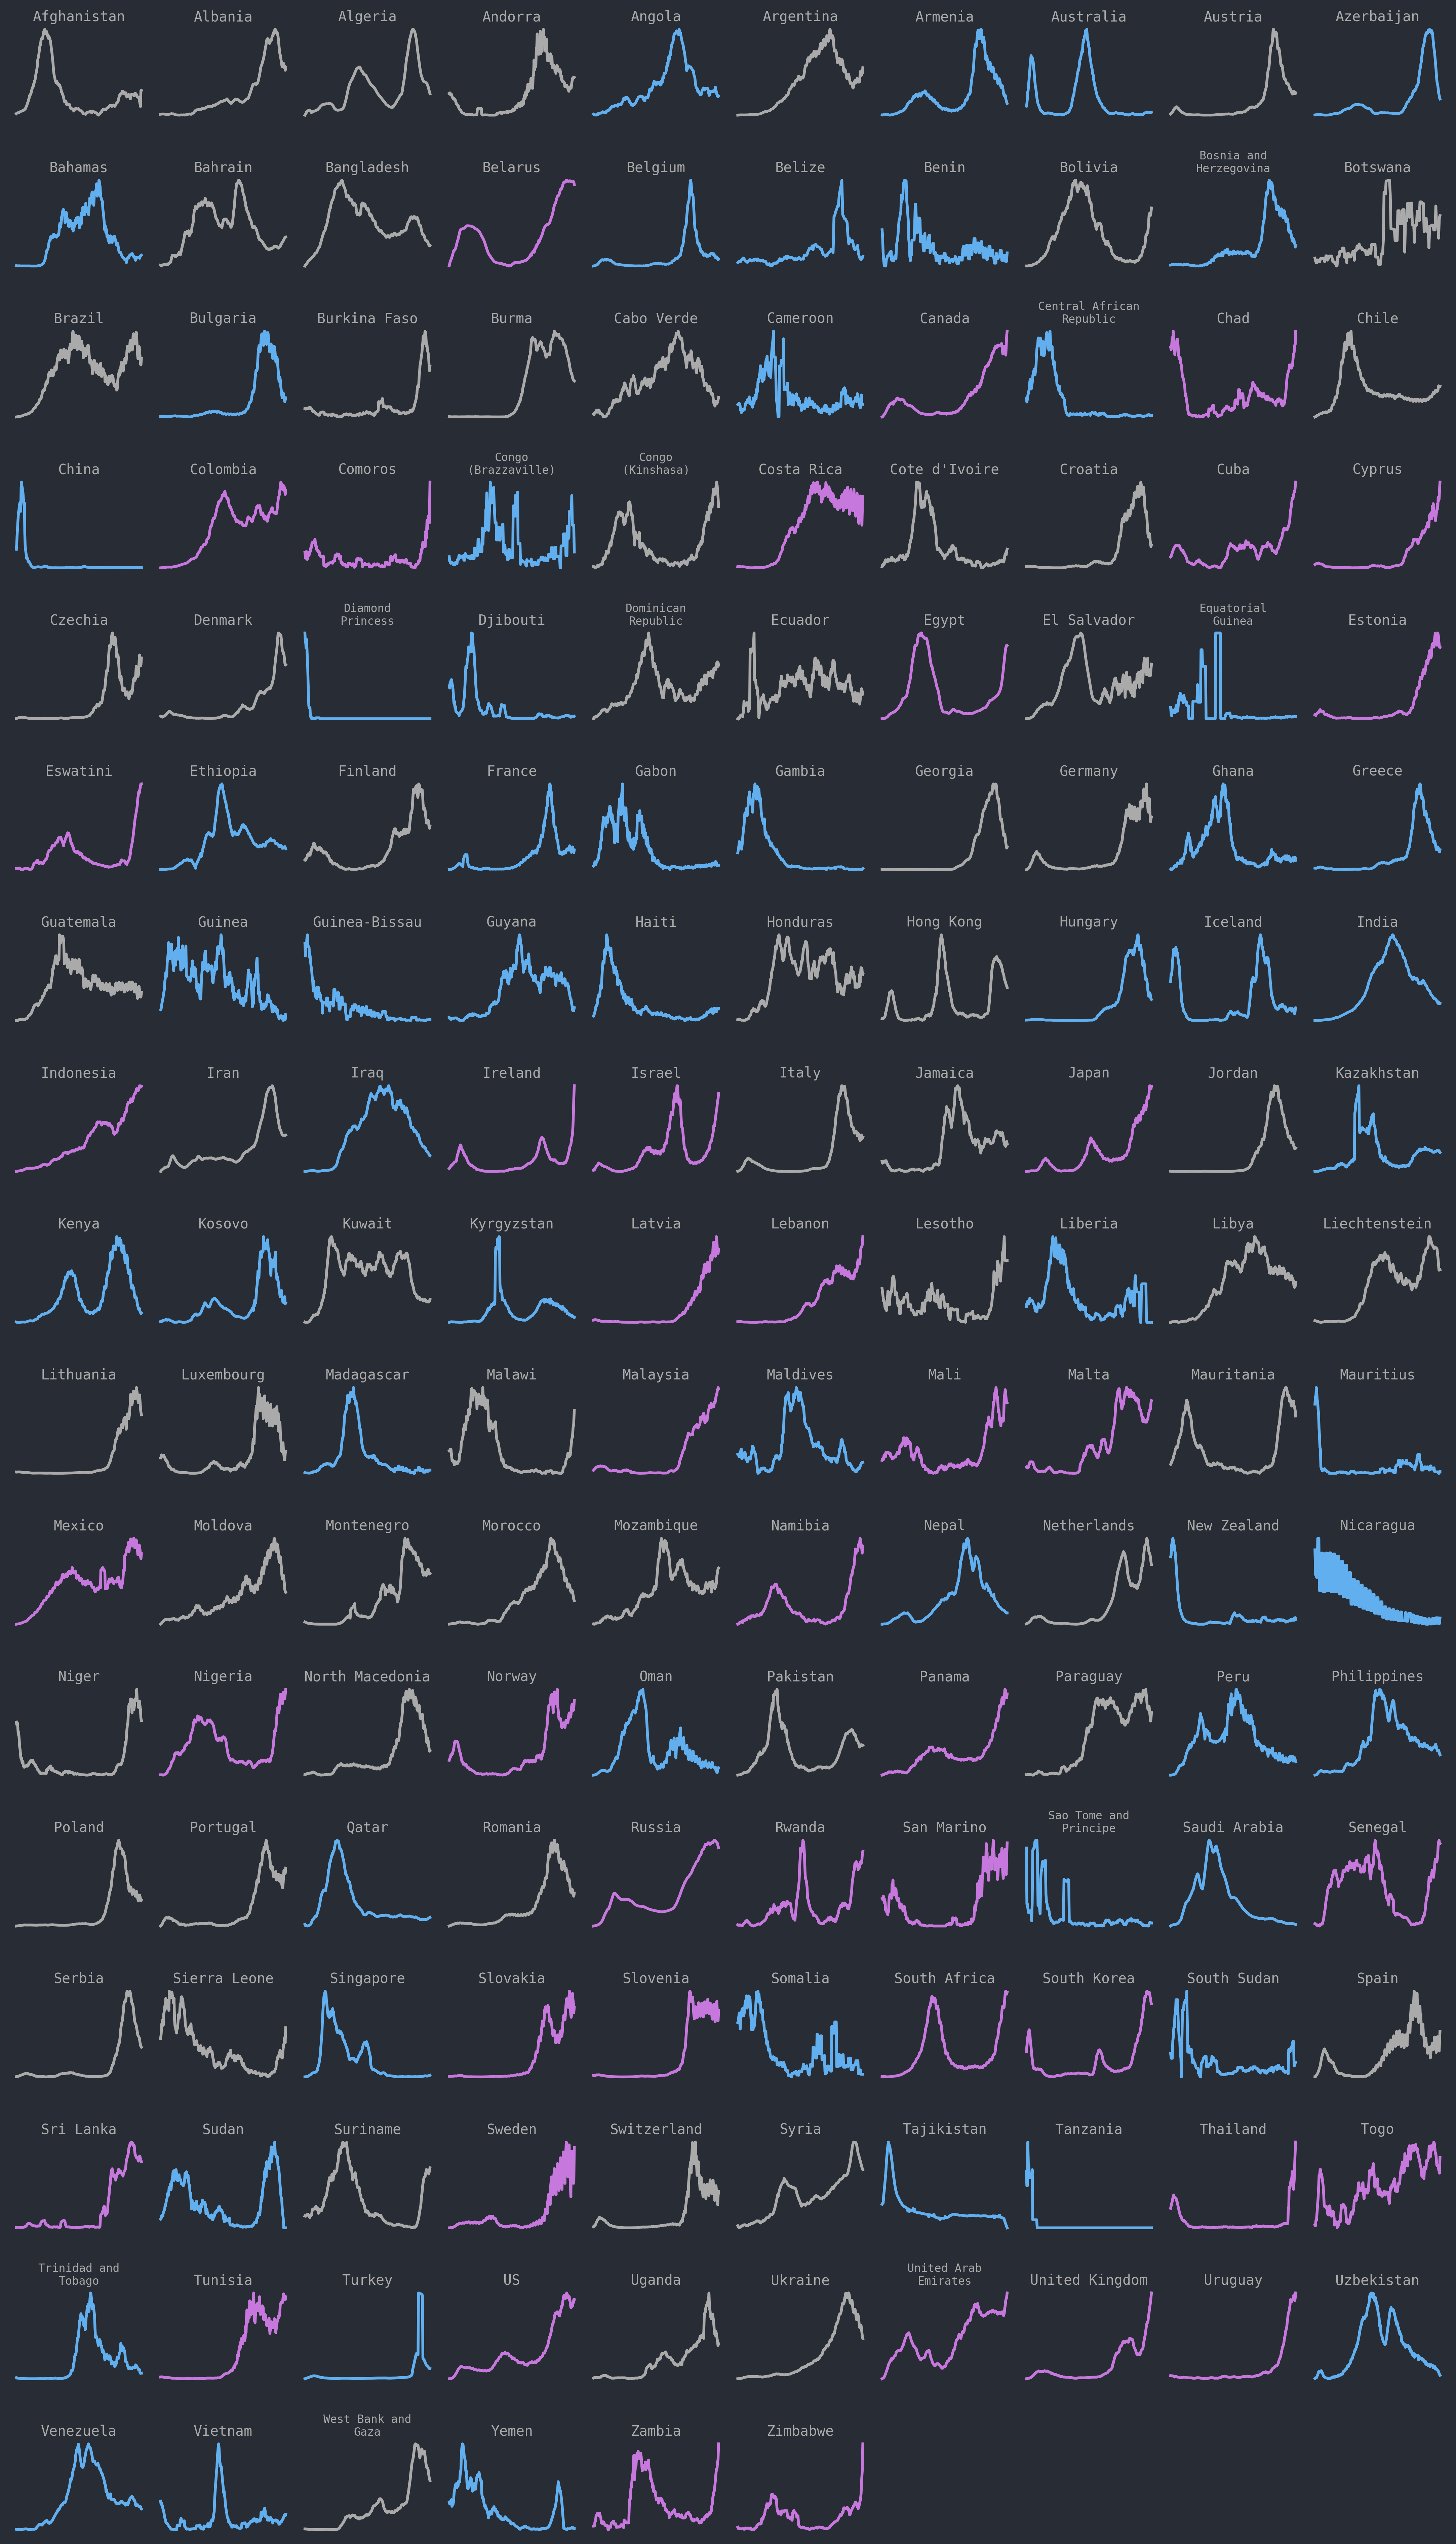 Afghanistan
Albania
Algeria
Andorra
Angola
Argentina
Armenia
Australia
Austria
Azerbaijan
Bahamas
Bahrain
Bangladesh
Belarus
Belgium
Belize
Benin
Bolivia
Bosnia and
Herzegovina
Botswana
Brazil
Bulgaria
Burkina Faso
Burma
Cabo Verde
Cameroon
Canada
Central African
Republic
Chad
Chile
China
Colombia
Comoros
Congo
(Brazzaville)
Congo
(Kinshasa)
Costa Rica
Cote d'Ivoire
Croatia
Cuba
Cyprus
Czechia
Denmark
Diamond
Princess
Djibouti
Dominican
Republic
Ecuador
Egypt
El Salvador
Equatorial
Guinea
Estonia
Eswatini
Ethiopia
Finland
France
Gabon
Gambia
Georgia
Germany
Ghana
Greece
Guatemala
Guinea
Guinea-Bissau
Guyana
Haiti
Honduras
Hong Kong
Hungary
Iceland
India
Indonesia
Iran
Iraq
Ireland
Israel
Italy
Jamaica
Japan
Jordan
Kazakhstan
Kenya
Kosovo
Kuwait
Kyrgyzstan
Latvia
Lebanon
Lesotho
Liberia
Libya
Liechtenstein
Lithuania
Luxembourg
Madagascar
Malawi
Malaysia
Maldives
Mali
Malta
Mauritania
Mauritius
Mexico
Moldova
Montenegro
Morocco
Mozambique
Namibia
Nepal
Netherlands
New Zealand
Nicaragua
Niger
Nigeria
North Macedonia
Norway
Oman
Pakistan
Panama
Paraguay
Peru
Philippines
Poland
Portugal
Qatar
Romania
Russia
Rwanda
San Marino
Sao Tome and
Principe
Saudi Arabia
Senegal
Serbia
Sierra Leone
Singapore
Slovakia
Slovenia
Somalia
South Africa
South Korea
South Sudan
Spain
Sri Lanka
Sudan
Suriname
Sweden
Switzerland
Syria
Tajikistan
Tanzania
Thailand
Togo
Trinidad and
Tobago
Tunisia
Turkey
US
Uganda
Ukraine
United Arab
Emirates
United Kingdom
Uruguay
Uzbekistan
Venezuela
Vietnam
West Bank and
Gaza
Yemen
Zambia
Zimbabwe